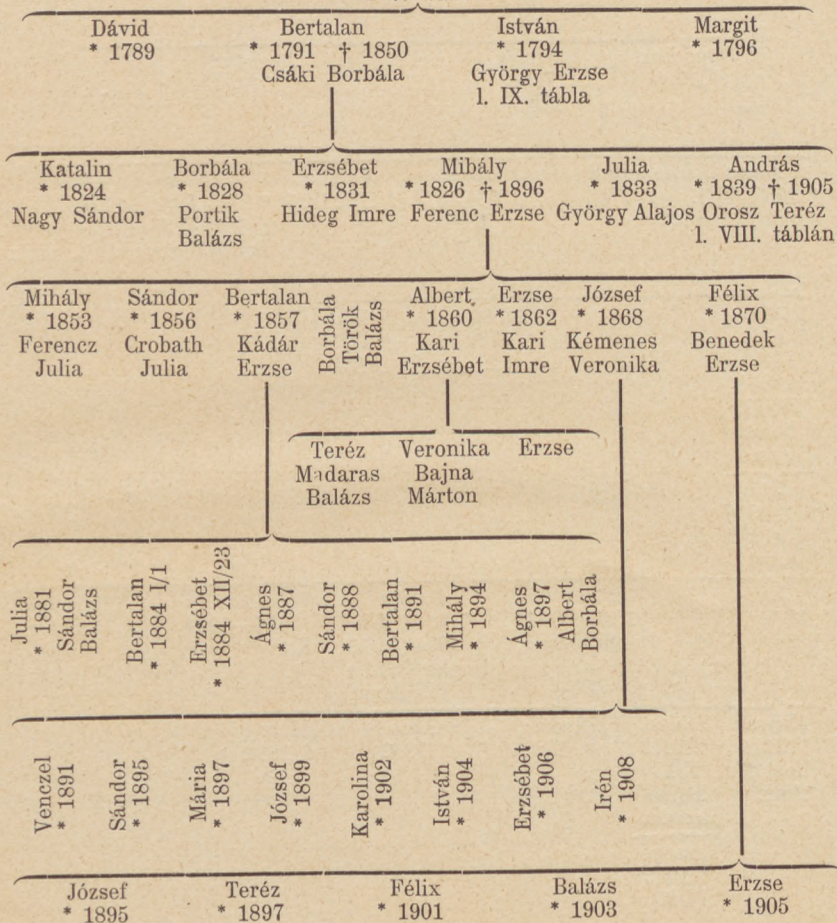 Dávid Bertalan István Margit
* 1789 * 1791 † 1850 * 1794 * 1796
Csáki Borbála György Erzse
l. IX. tábla
Katalin Borbála Erzsébet Mibály Julia András
* 1824 * 1828 * 1831 * 1826 † 1896 * 1833 * 1839 † 1905
Nagy Sándor Portik Hideg Imre Ferenc Erzse György Alajos Orosz Teréz
Balázs l. VIII. táblán
Mihály Sándor Bertalan Borbála Albert Erzse József Félix
* 1853 * 1856 * 1857 Török * 1860 * 1862 * 1868 * 1870
Ferencz Crobath Kádár Balázs Kari Kari Kémenes Benedek
Julia Julia Erzse Erzsébet Imre Veronika Erzse
Teréz Veronika Erzse
Madaras Bajna
Balázs Márton
Julia
* 1881
Sándor
Balázs
Bertalan
* 1884 I/1
Erzsébet
* 1884 XII/23
Ágnes
* 1887
Sándor
* 1888
Bertalan
* 1891
Mihály
* 1894
Ágnes
* 1897
Albert
Borbála
Venczel
* 1891
Sándor
* 1895
Mária
* 1897
József
* 1899
Karolina
* 1902
István
* 1904
Erzsébet
* 1906
Irén
* 1908
József Teréz Félix Balázs Erzse
* 1895 * 1897 * 1901 * 1903 * 1905